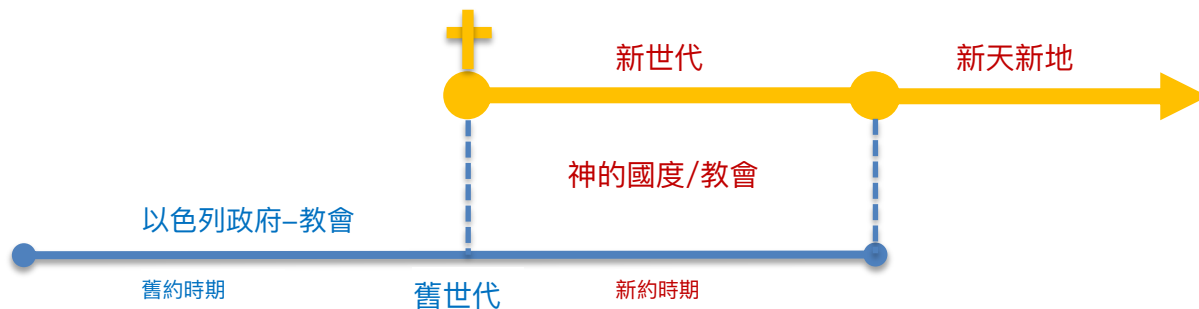 新世代
新天新地
神的國度/教會
以色列政府–教會
舊約時期
舊世代
新約時期